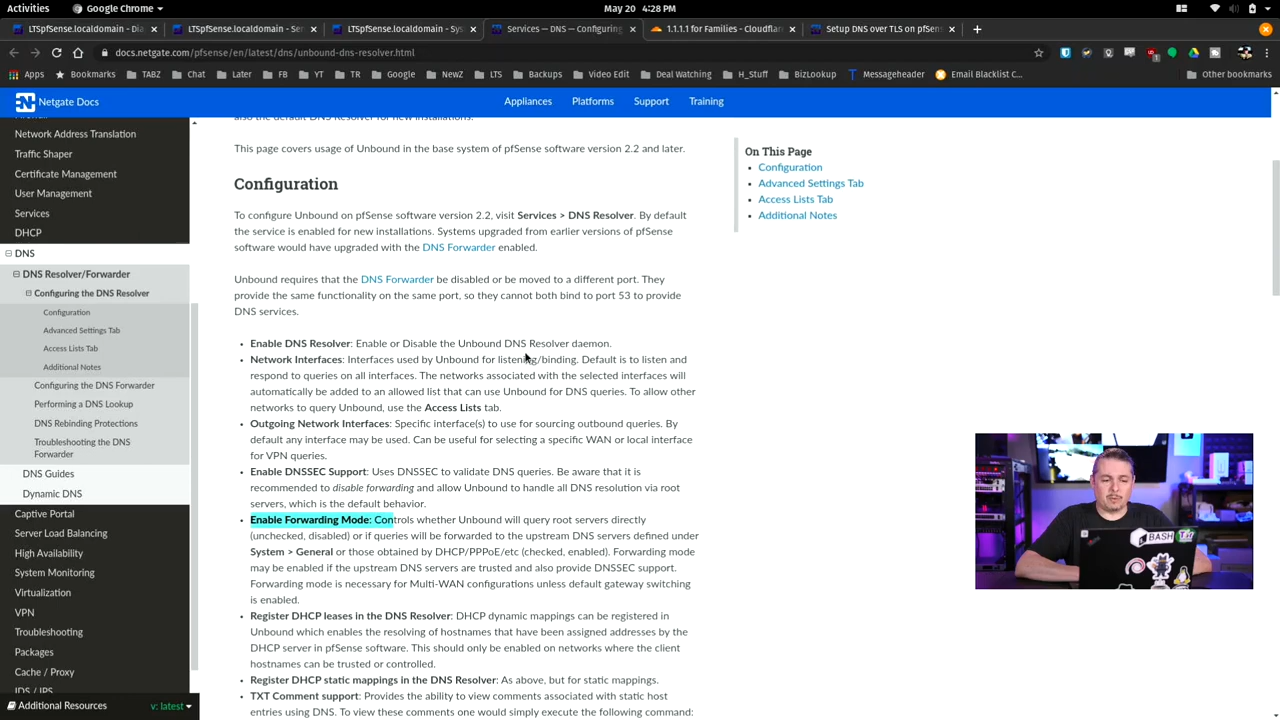 Activities
Google Chrome
May 20 4:28 PM
LTSpfSense.localdomain - Dia
LTSpfSense.localdomain - Ser
LTSpfSense.localdomain - Sys
Services — DNS — Configuring
1.1.1.1 for Families - Cloudflar
Setup DNS over TLS on pfSen
docs.netgate.com/pfsense/en/latest/dns/unbound-dns-resolver.html
Apps
Bookmarks
TABZ
Chat
Later
FB
YT
TR
Google
NewZ
LTS
Backups
Video Edit
Deal Watching
H_Stuff
BizLookup
Messageheader
Email Blacklist C...
Other bookmarks
Netgate Docs
Appliances
Platforms
Support
Training
Network Address Translation
Traffic Shaper
Certificate Management
User Management
Services
DHCP
DNS
DNS Resolver/Forwarder
Configuring the DNS Resolver
Configuration
Advanced Settings Tab
Access Lists Tab
Additional Notes
Configuring the DNS Forwarder
Performing a DNS Lookup
DNS Rebinding Protections
Troubleshooting the DNS
Forwarder
DNS Guides
Dynamic DNS
Captive Portal
Server Load Balancing
High Availability
System Monitoring
Virtualization
VPN
Troubleshooting
Packages
Cache / Proxy
IDS / IPS
Additional Resources
v: latest
also the default DNS Resolver for new installations.
This page covers usage of Unbound in the base system of pfSense software version 2.2 and later.
Configuration
To configure Unbound on pfSense software version 2.2, visit Services > DNS Resolver. By default
the service is enabled for new installations. Systems upgraded from earlier versions of pfSense
software would have upgraded with the DNS Forwarder enabled.
Unbound requires that the DNS Forwarder be disabled or be moved to a different port. They
provide the same functionality on the same port, so they cannot both bind to port 53 to provide
DNS services.
• Enable DNS Resolver: Enable or Disable the Unbound DNS Resolver daemon.
• Network Interfaces: Interfaces used by Unbound for listening/binding. Default is to listen and
respond to queries on all interfaces. The networks associated with the selected interfaces will
automatically be added to an allowed list that can use Unbound for DNS queries. To allow other
networks to query Unbound, use the Access Lists tab.
• Outgoing Network Interfaces: Specific interface(s) to use for sourcing outbound queries. By
default any interface may be used. Can be useful for selecting a specific WAN or local interface
for VPN queries.
• Enable DNSSEC Support: Uses DNSSEC to validate DNS queries. Be aware that it is
recommended to disable forwarding and allow Unbound to handle all DNS resolution via root
servers, which is the default behavior.
• Enable Forwarding Mode: Controls whether Unbound will query root servers directly
(unchecked, disabled) or if queries will be forwarded to the upstream DNS servers defined under
System > General or those obtained by DHCP/PPPoE/etc (checked, enabled). Forwarding mode
may be enabled if the upstream DNS servers are trusted and also provide DNSSEC support.
Forwarding mode is necessary for Multi-WAN configurations unless default gateway switching
is enabled.
• Register DHCP leases in the DNS Resolver: DHCP dynamic mappings can be registered in
Unbound which enables the resolving of hostnames that have been assigned addresses by the
DHCP server in pfSense software. This should only be enabled on networks where the client
hostnames can be trusted or controlled.
• Register DHCP static mappings in the DNS Resolver: As above, but for static mappings.
• TXT Comment support: Provides the ability to view comments associated with static host
entries using DNS. To view these comments one would simply execute the following command:
On This Page
• Configuration
• Advanced Settings Tab
• Access Lists Tab
• Additional Notes
BASH